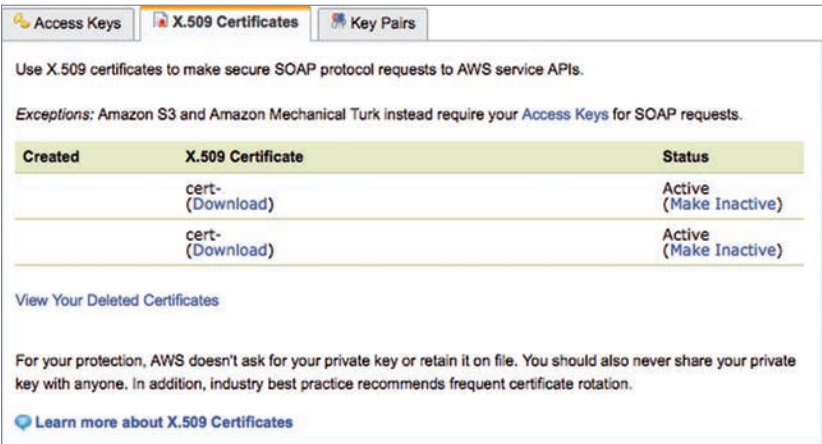 Access Keys X.509 Certificates Key Pairs
Use X.509 certificates to make secure SOAP protocol requests to AWS service APIs.
Exceptions: Amazon S3 and Amazon Mechanical Turk instead require your Access Keys for SOAP requests.
Created X.509 Certificate Status
cert- Active
(Download) (Make Inactive)
cert- Active
(Download) (Make Inactive)
View Your Deleted Certificates
For your protection, AWS doesn't ask for your private key or retain it on file. You should also never share your private
key with anyone. In addition, industry best practice recommends frequent certificate rotation.
Learn more about X.509 Certificates